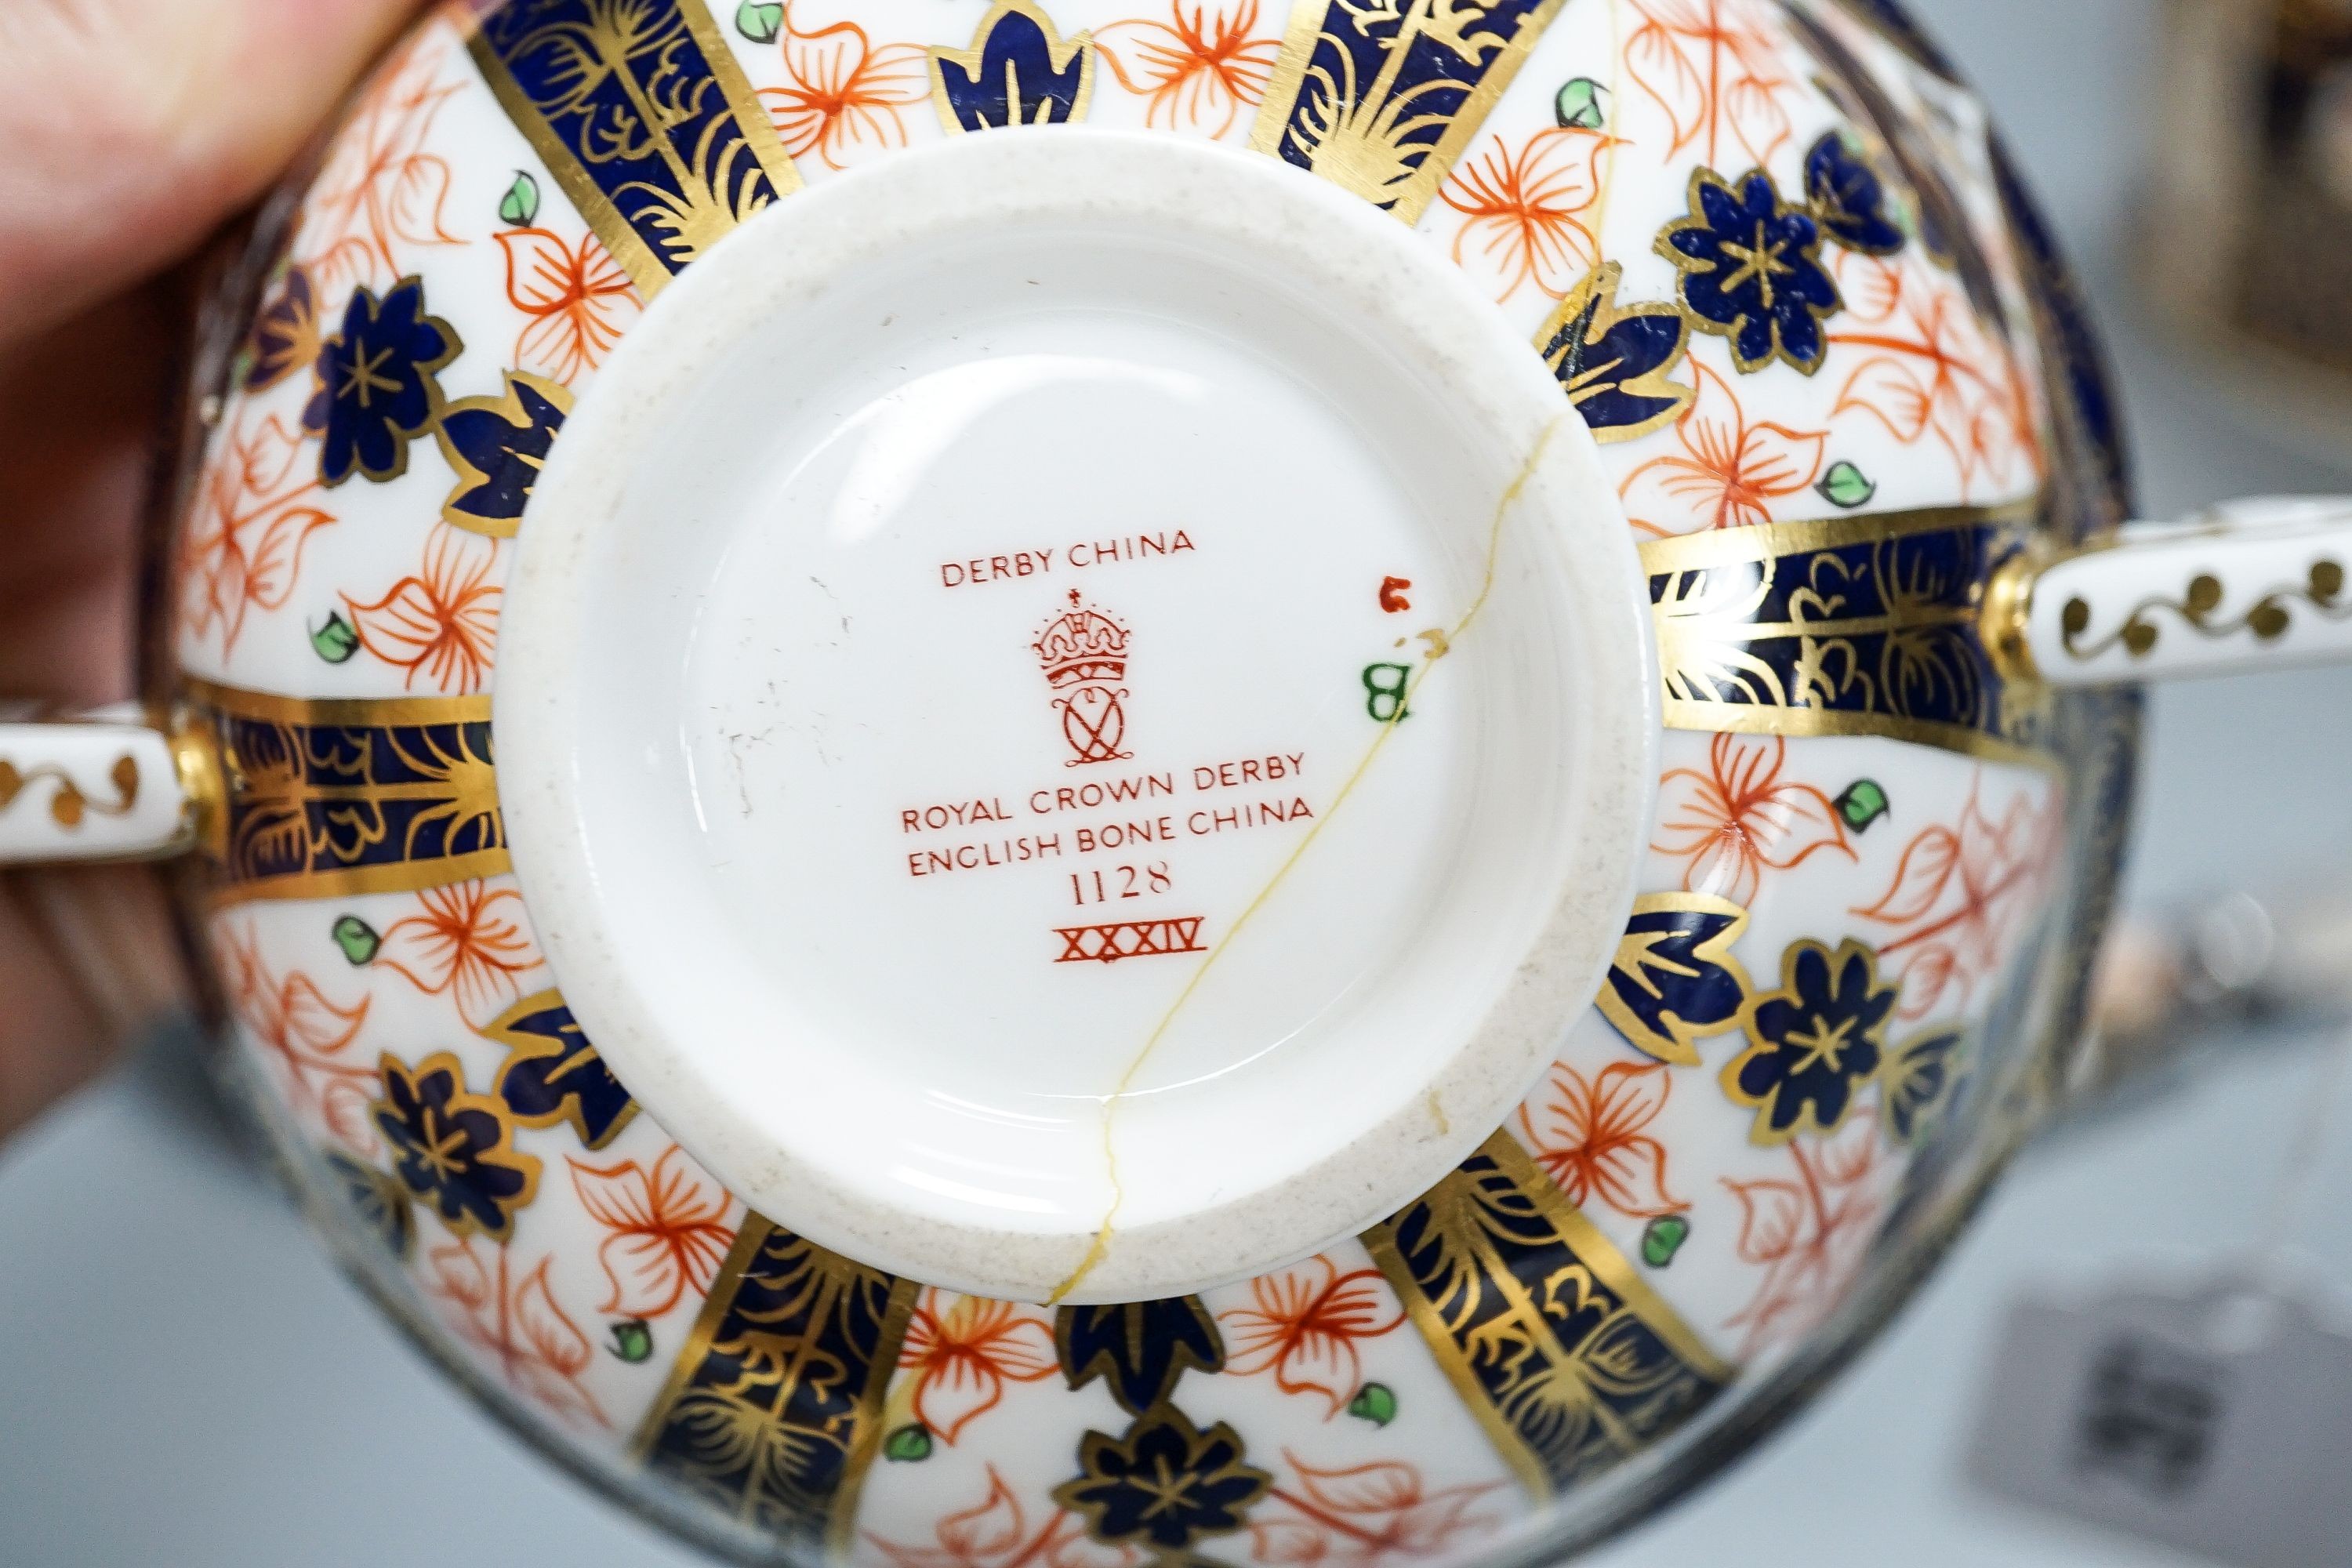 DERBY CHINA
ROYAL CROWN DERBY
ENGLISH BONE CHINA
1128
XXXIV
B